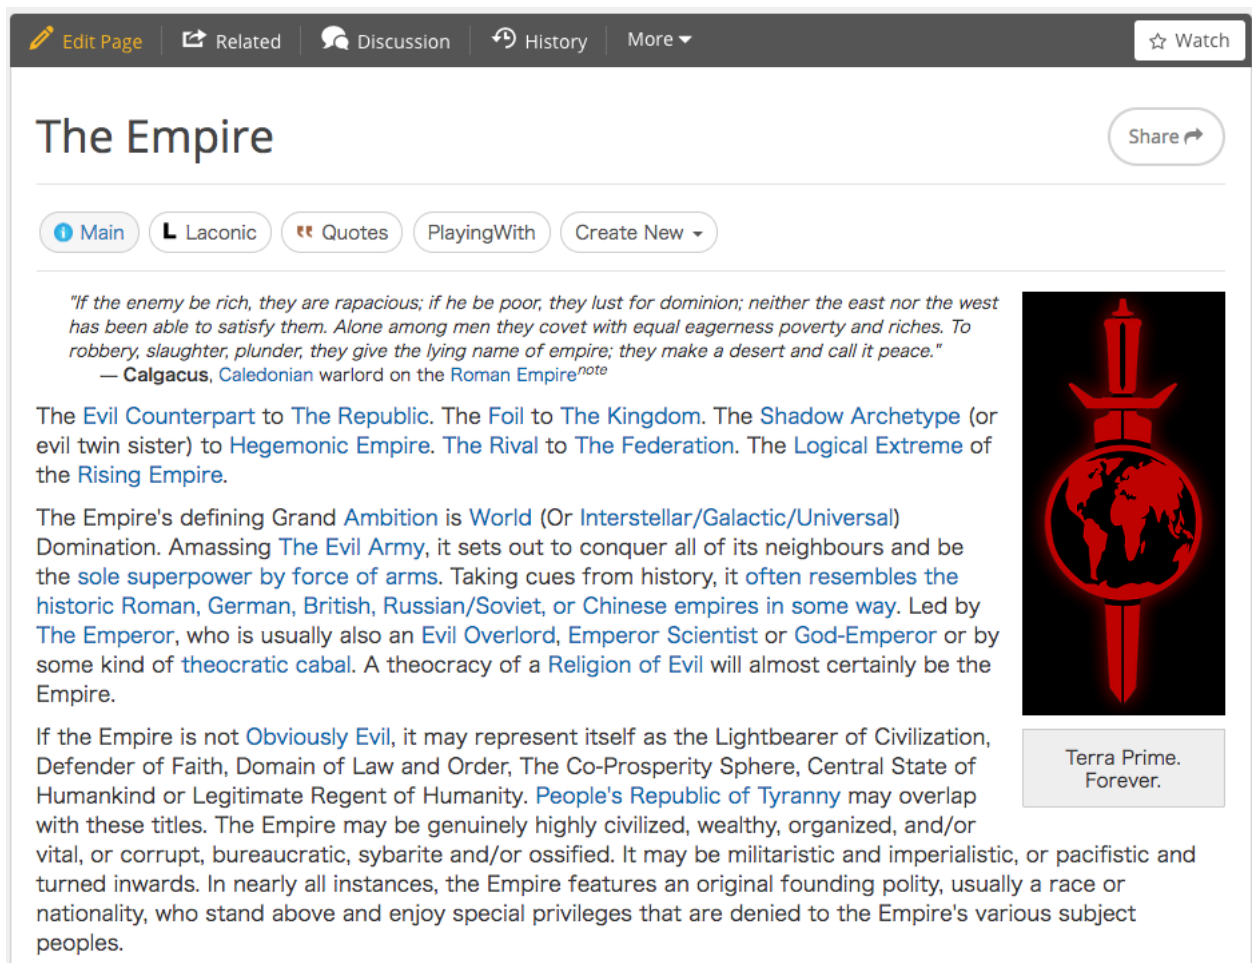 Edit Page
Related
Discussion
History
More
Watch
The Empire
Share
Main
L Laconic
Quotes
PlayingWith
Create New
"If the enemy be rich, they are rapacious; if he be poor, they lust for dominion; neither the east nor the west
has been able to satisfy them. Alone among men they covet with equal eagerness poverty and riches. To
robbery, slaughter, plunder, they give the lying name of empire; they make a desert and call it peace."
— Calgacus, Caledonian warlord on the Roman Empire note
The Evil Counterpart to The Republic. The Foil to The Kingdom. The Shadow Archetype (or
evil twin sister) to Hegemonic Empire. The Rival to The Federation. The Logical Extreme of
the Rising Empire.
The Empire's defining Grand Ambition is World (Or Interstellar/Galactic/Universal)
Domination. Amassing The Evil Army, it sets out to conquer all of its neighbours and be
the sole superpower by force of arms. Taking cues from history, it often resembles the
historic Roman, German, British, Russian/Soviet, or Chinese empires in some way. Led by
The Emperor, who is usually also an Evil Overlord, Emperor Scientist or God-Emperor or by
some kind of theocratic cabal. A theocracy of a Religion of Evil will almost certainly be the
Empire.
If the Empire is not Obviously Evil, it may represent itself as the Lightbearer of Civilization,
Defender of Faith, Domain of Law and Order, The Co-Prosperity Sphere, Central State of
Humankind or Legitimate Regent of Humanity. People's Republic of Tyranny may overlap
with these titles. The Empire may be genuinely highly civilized, wealthy, organized, and/or
vital, or corrupt, bureaucratic, sybarite and/or ossified. It may be militaristic and imperialistic, or pacifistic and
turned inwards. In nearly all instances, the Empire features an original founding polity, usually a race or
nationality, who stand above and enjoy special privileges that are denied to the Empire's various subject
peoples.
Terra Prime.
Forever.